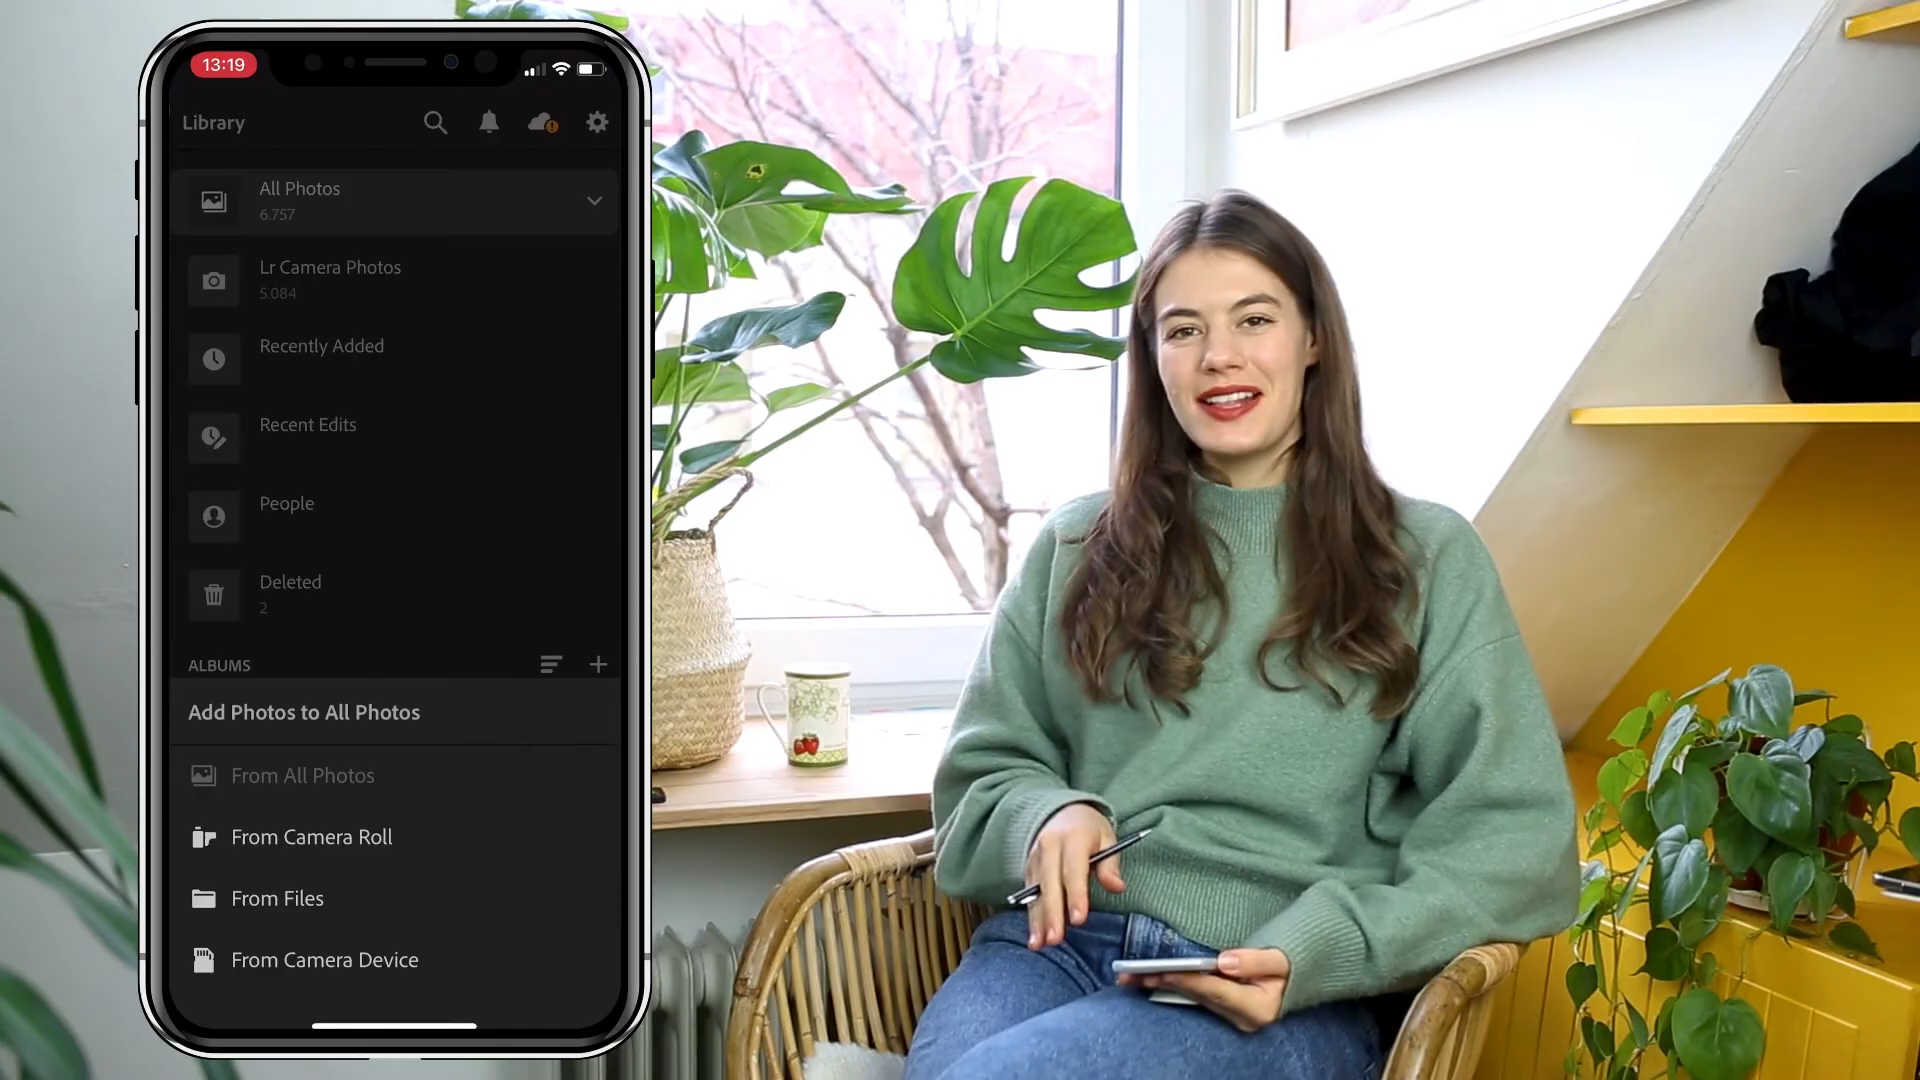 13:19
Library
All Photos
6.757
Lr Camera Photos
5.084
Recently Added
Recent Edits
People
Deleted
2
ALBUMS
Add Photos to All Photos
From All Photos
From Camera Roll
From Files
From Camera Device